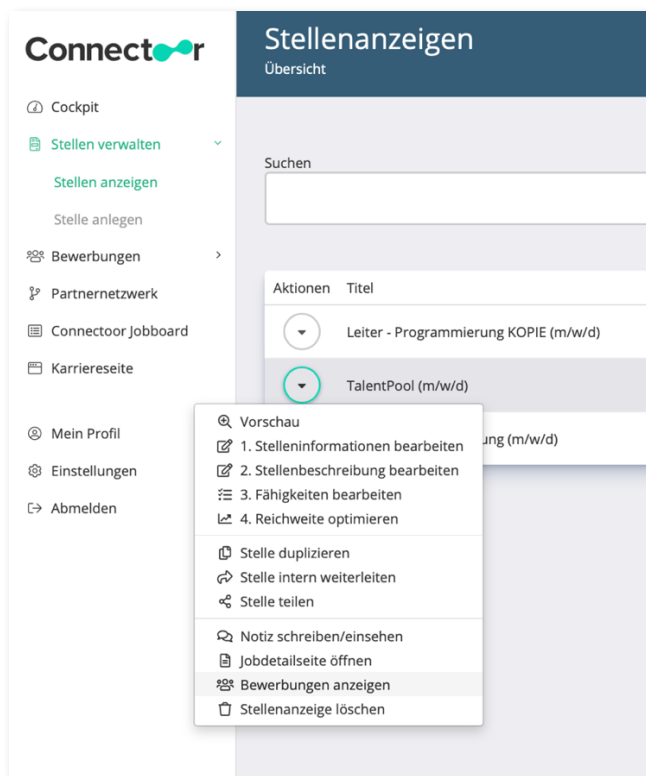 Connectoor
Cockpit
Stellen verwalten
Stellen anzeigen
Stelle anlegen
Bewerbungen
Partnernetzwerk
Connectoor Jobboard
Karriereseite
Mein Profil
Einstellungen
Abmelden
Stellenanzeigen
Übersicht
Suchen
Aktionen Titel
Leiter - Programmierung KOPIE (m/w/d)
TalentPool (m/w/d)
(m/w/d)
Vorschau
1. Stelleninformationen bearbeiten
2. Stellenbeschreibung bearbeiten
3. Fähigkeiten bearbeiten
4. Reichweite optimieren
Stelle duplizieren
Stelle intern weiterleiten
Stelle teilen
Notiz schreiben/einsehen
Jobdetailseite öffnen
Bewerbungen anzeigen
Stellenanzeige löschen